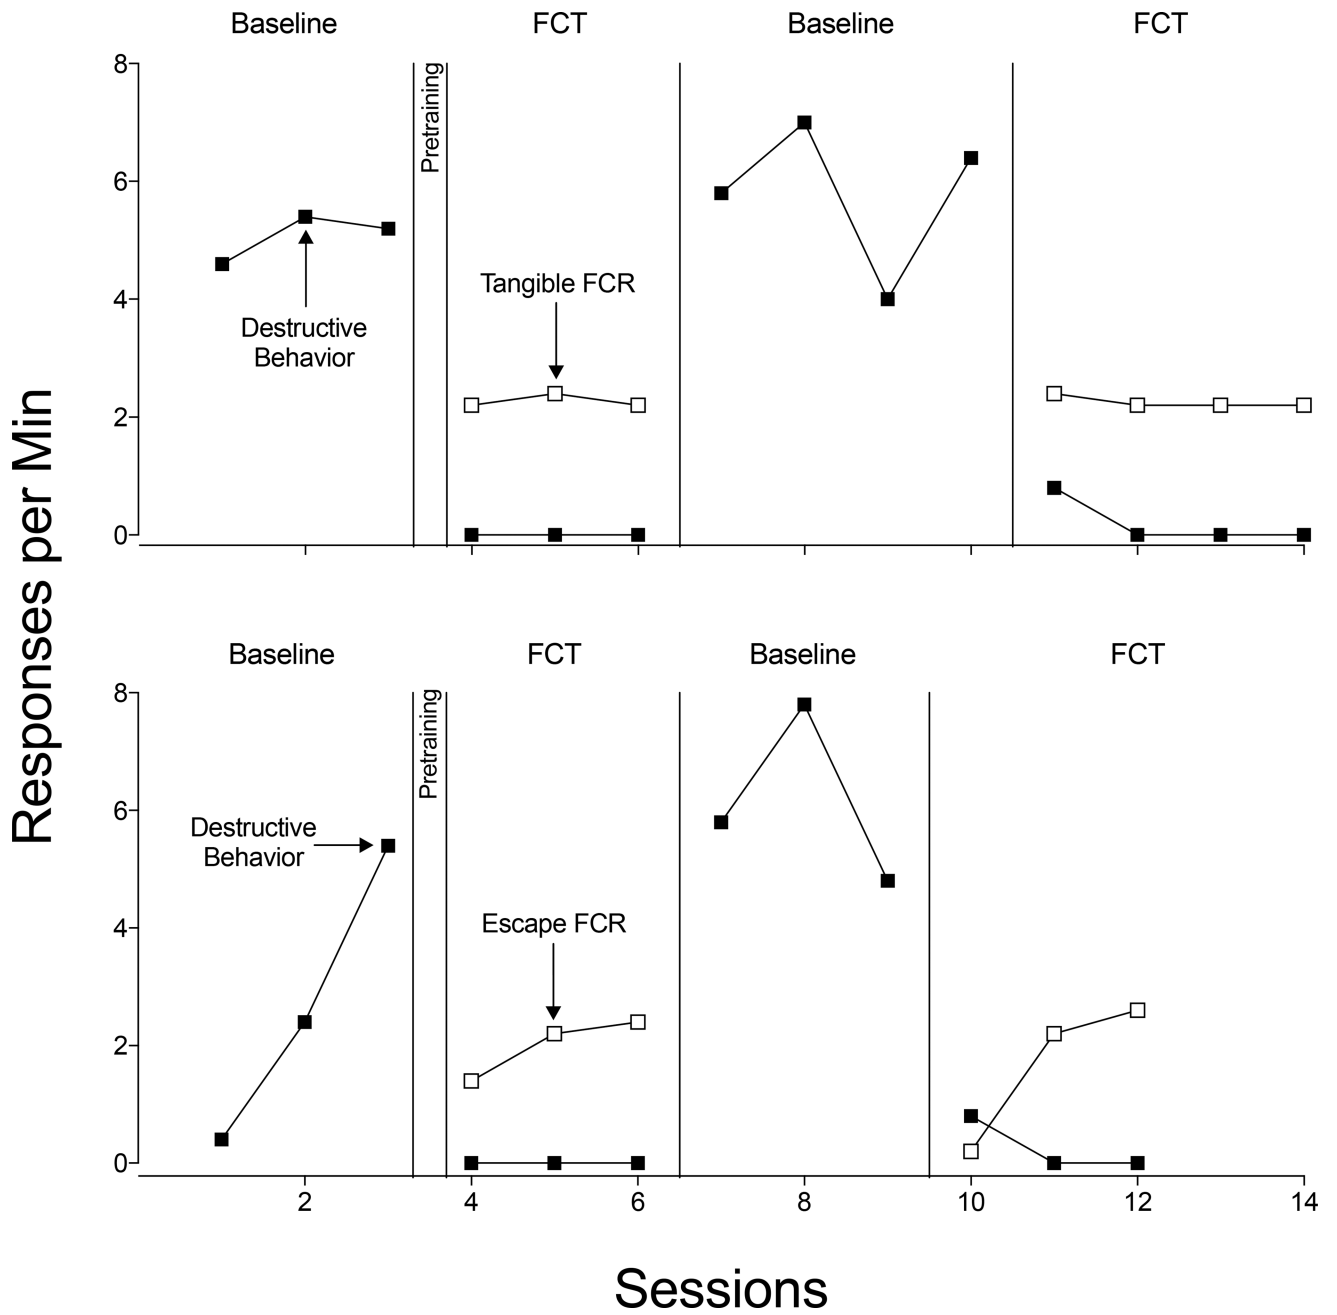 Baseline
FCT
Baseline
FCT
Responses per Min
8
6
4
2
0
Pretraining
Destructive
Behavior
Tangible FCR
Baseline
FCT
Baseline
FCT
8
6
4
2
0
Pretraining
Destructive
Behavior
Escape FCR
2
4
6
8
10
12
14
Sessions